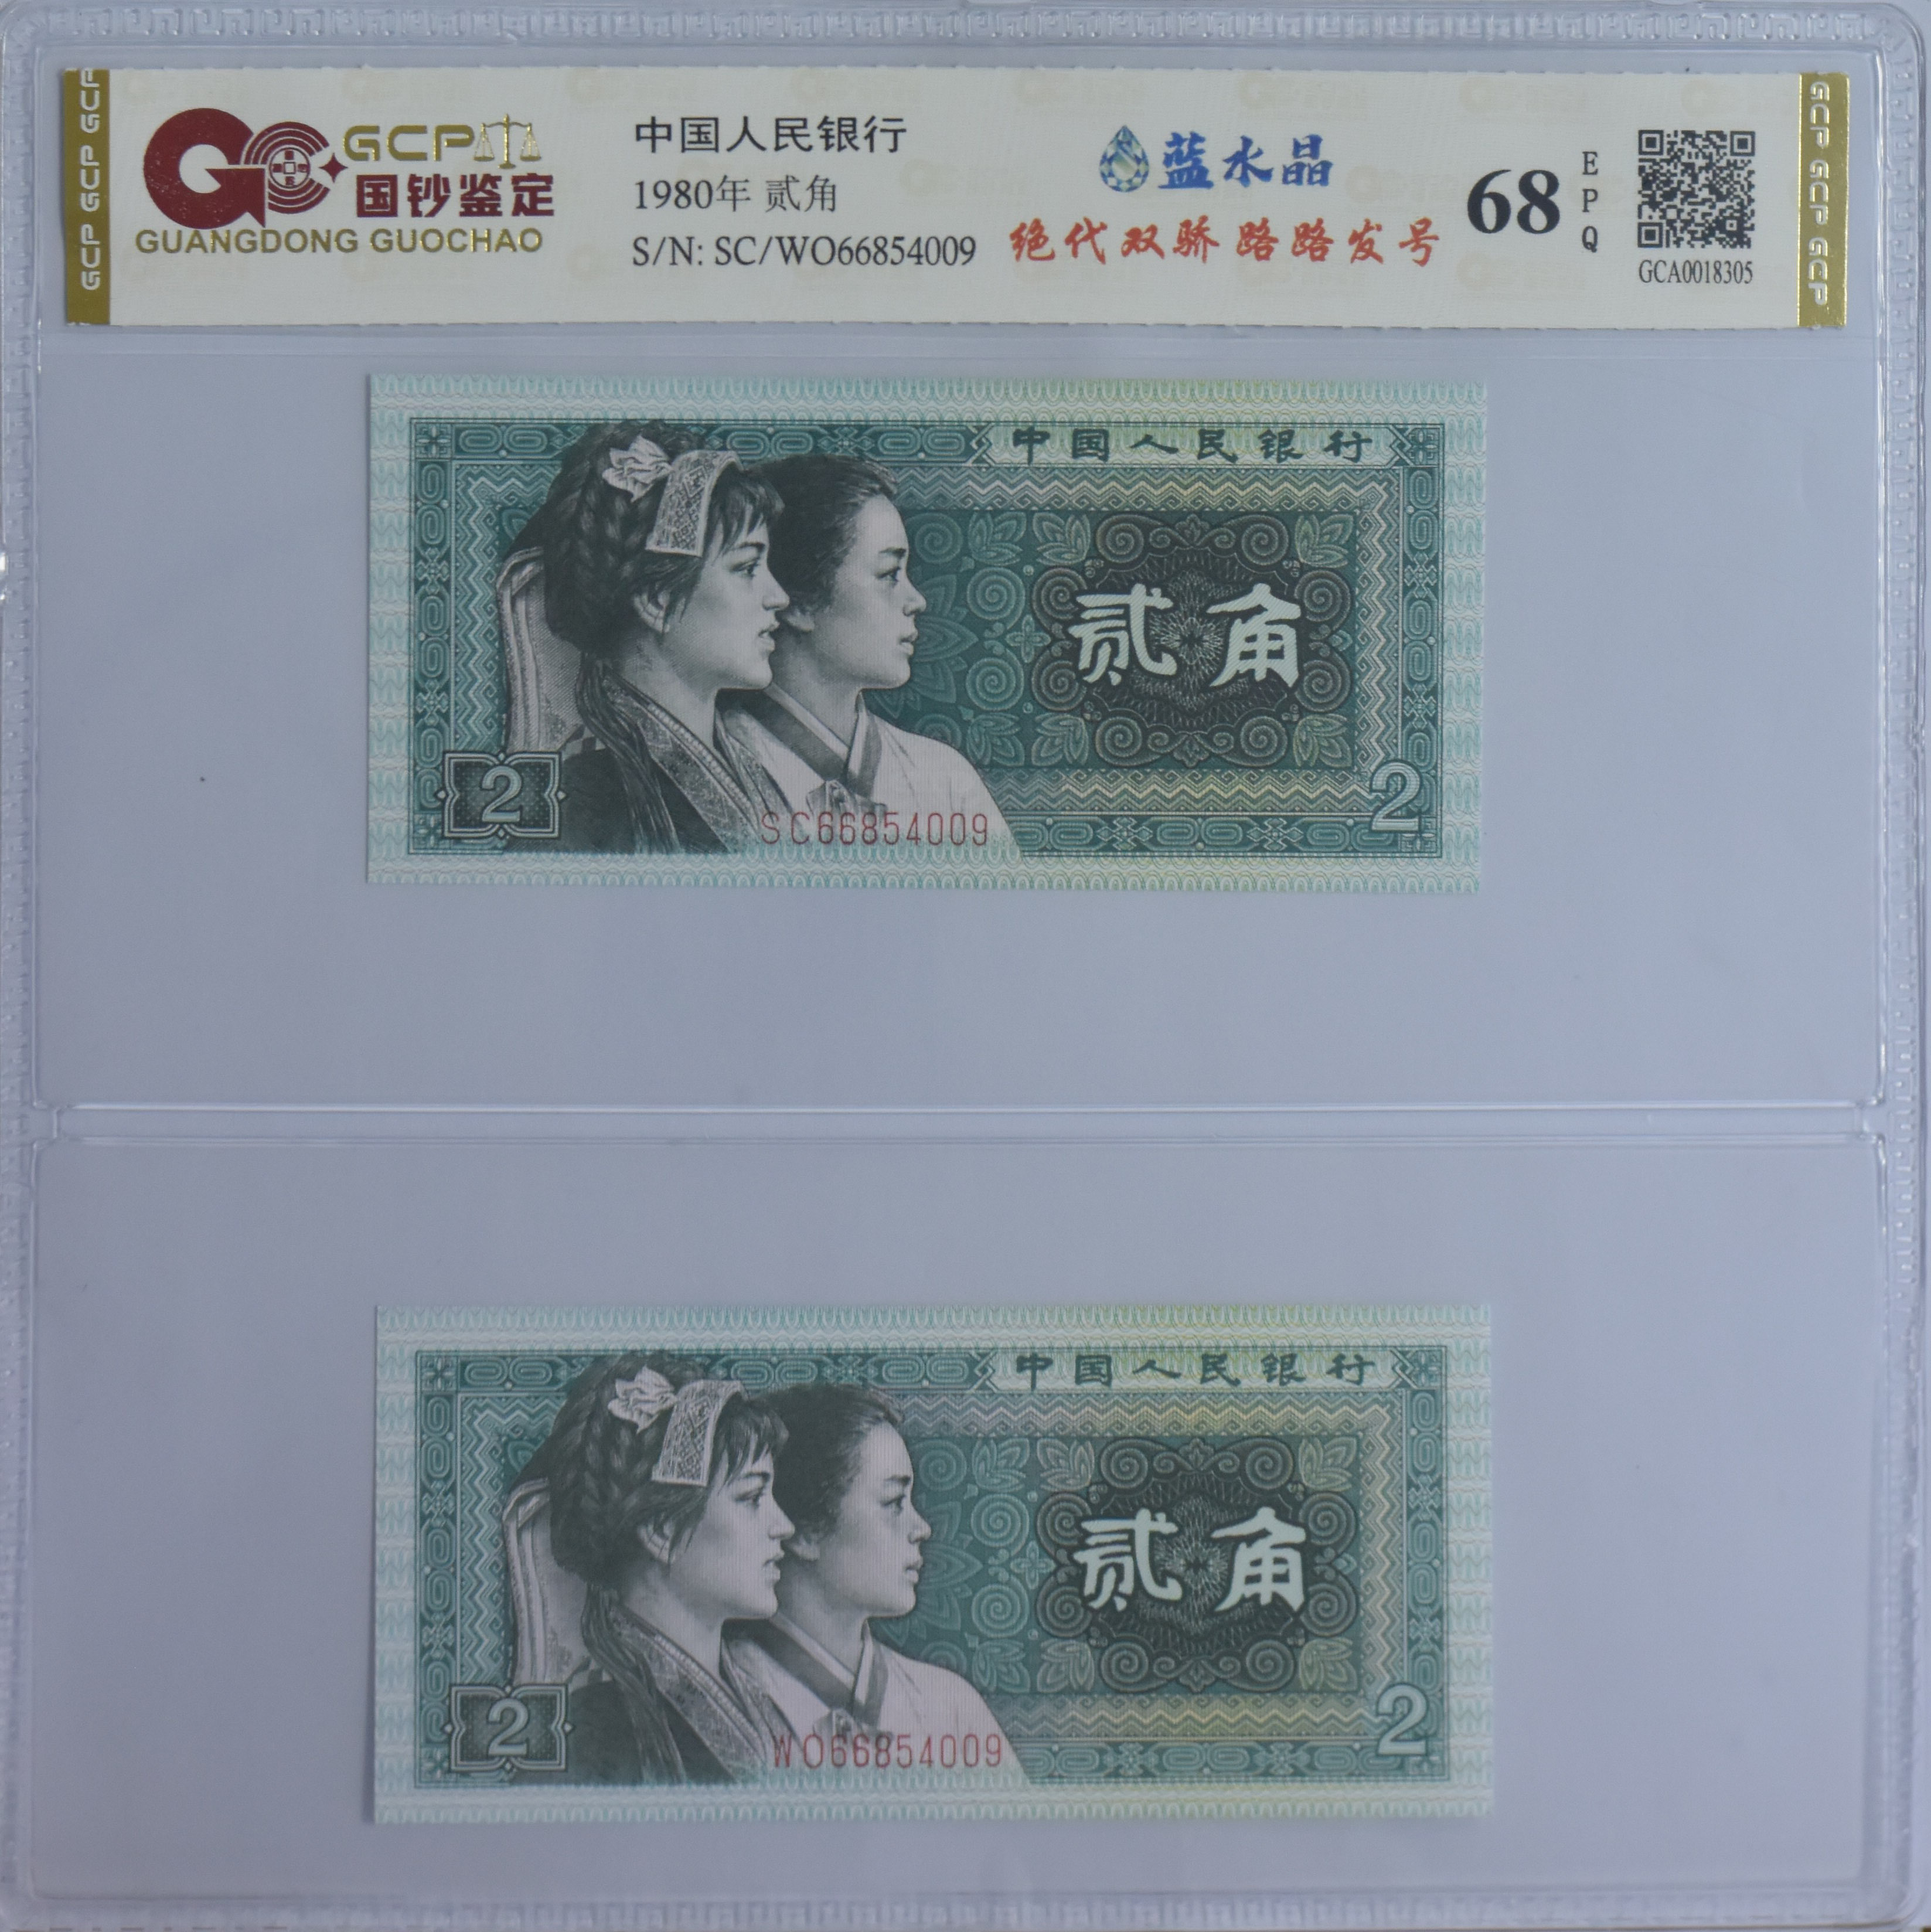 GCP GCP GCP
GCP
国钞鉴定
GUANGDONG GUOCHAO
中国人民银行
1980年 贰角
S/N: SC/WO66854009
蓝水晶
绝代双骄 路路发号
68
EPQ
GCA0018305
GCP GCP GCP GCP
中国人民银行
贰角
2
2
SC66854009
中国人民银行
贰角
2
2
WO66854009